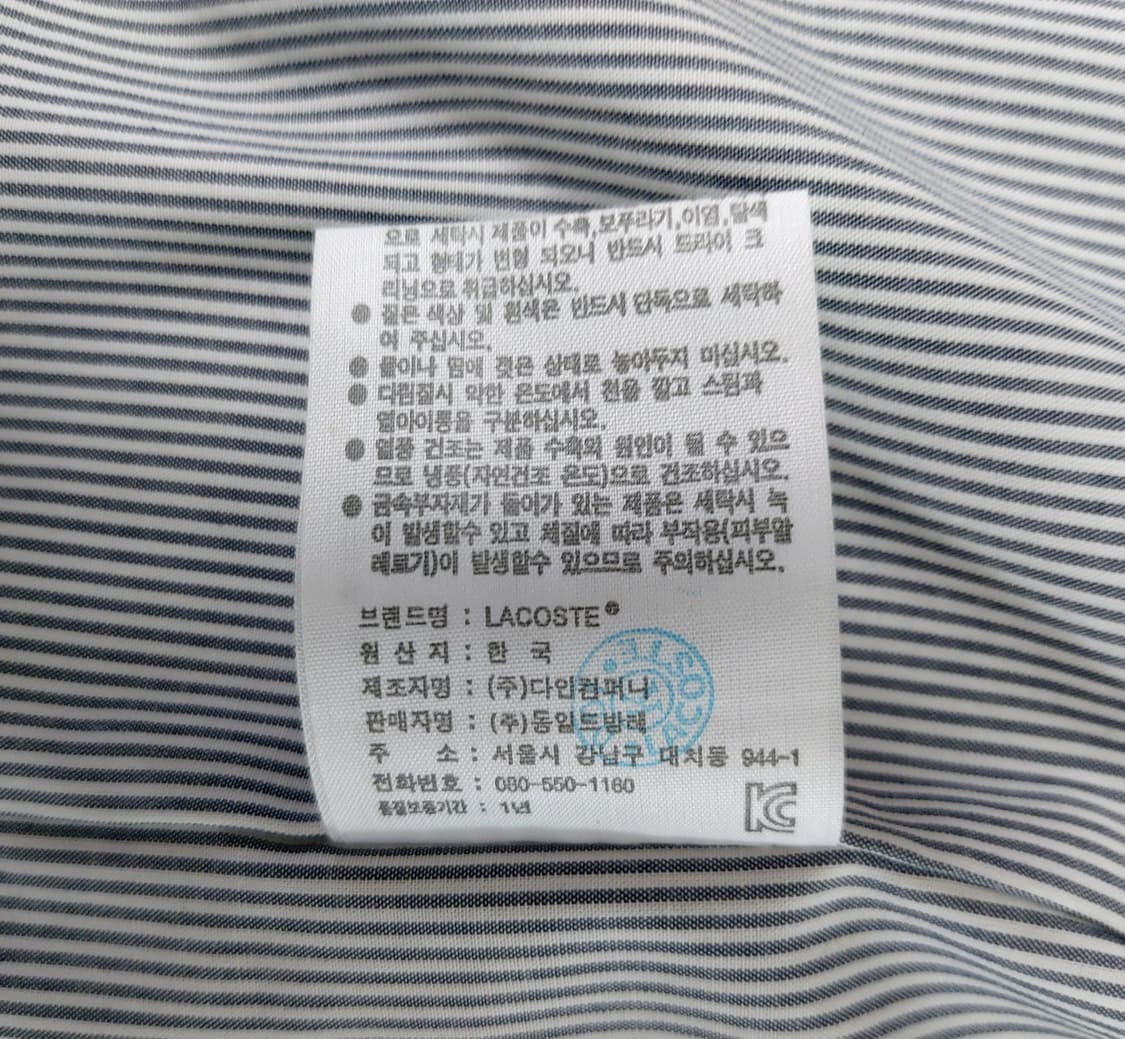 으로 세탁시 제품이 수축,보푸라기,이염,탈색
되고 형태가 변형 되오니 반드시 드라이 크
리닝으로 취급하십시오.
● 짙은 색상 및 흰색은 반드시 단독으로 세탁하
여 주십시오.
● 물이나 땀에 젖은 상태로 놓아두지 마십시오.
● 다림질시 약한 온도에서 천을 깔고 스팀과
열아이롱을 구분하십시오.
● 열풍 건조는 제품 수축의 원인이 될 수 있으
므로 냉풍(자연건조 온도)으로 건조하십시오.
● 금속부자재가 들어가 있는 제품은 세탁시 녹
이 발생할수 있고 체질에 따라 부작용(피부알
레르기)이 발생할수 있으므로 주의하십시오.
브랜드명 : LACOSTE®
원 산 지 : 한 국
제조자명 : (주)다인컴퍼니
판매자명 : (주)동일드방레
주 소 : 서울시 강남구 대치동 944-1
전화번호 : 080-550-1160
품질보증기간 : 1년
KC
LACOSTE